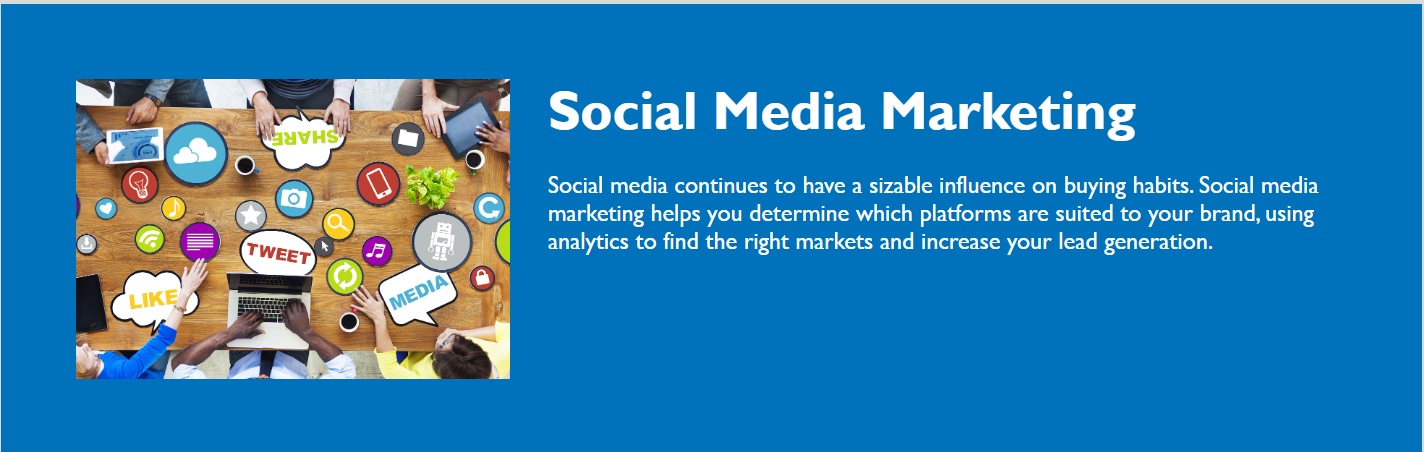 Social Media Marketing
Social media continues to have a sizable influence on buying habits. Social media
marketing helps you determine which platforms are suited to your brand, using
analytics to find the right markets and increase your lead generation.
SHARE
TWEET
LIKE
MEDIA